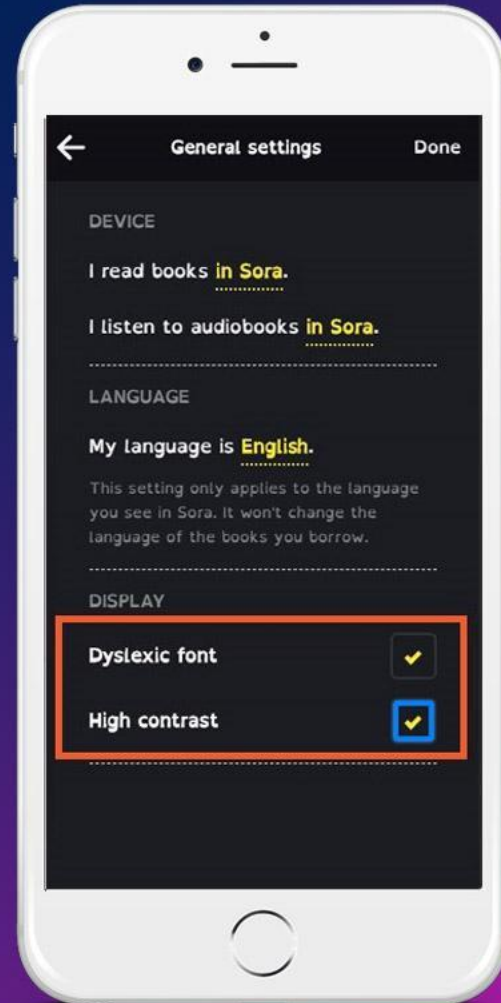 General settings Done
DEVICE
I read books in Sora.
I listen to audiobooks in Sora.
LANGUAGE
My language is English.
This setting only applies to the language
you see in Sora. It won't change the
language of the books you borrow.
DISPLAY
Dyslexic font
High contrast